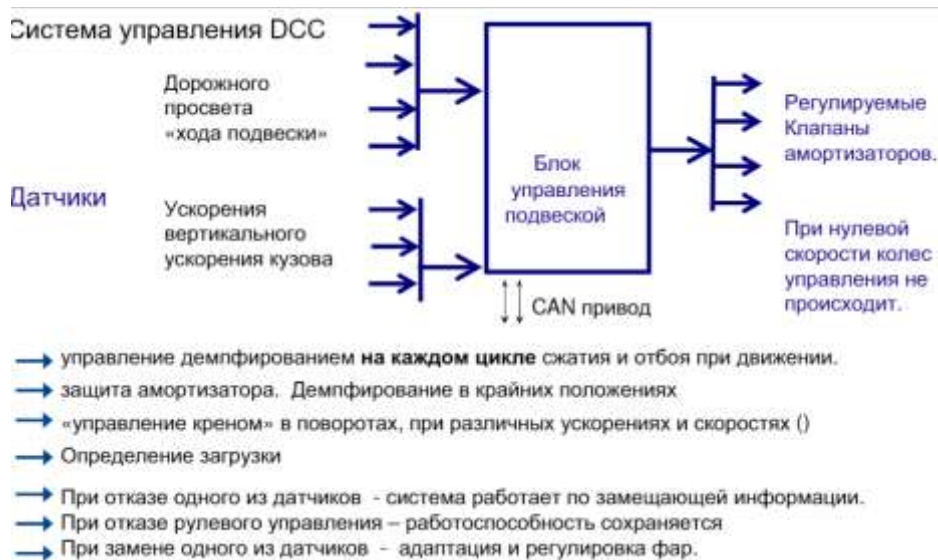 Система управления DCC
Дорожного
просвета
«хода подвески»
Датчики
Ускорения
вертикального
ускорения кузова
Блок
управления
подвеской
CAN привод
Регулируемые
Клапаны
амортизаторов.
При нулевой
скорости колес
управления не
происходит.
управление демпфированием на каждом цикле сжатия и отбоя при движении.
защита амортизатора. Демпфирование в крайних положениях
«управление креном» в поворотах, при различных ускорениях и скоростях ()
Определение загрузки
При отказе одного из датчиков - система работает по замещающей информации.
При отказе рулевого управления – работоспособность сохраняется
При замене одного из датчиков - адаптация и регулировка фар.